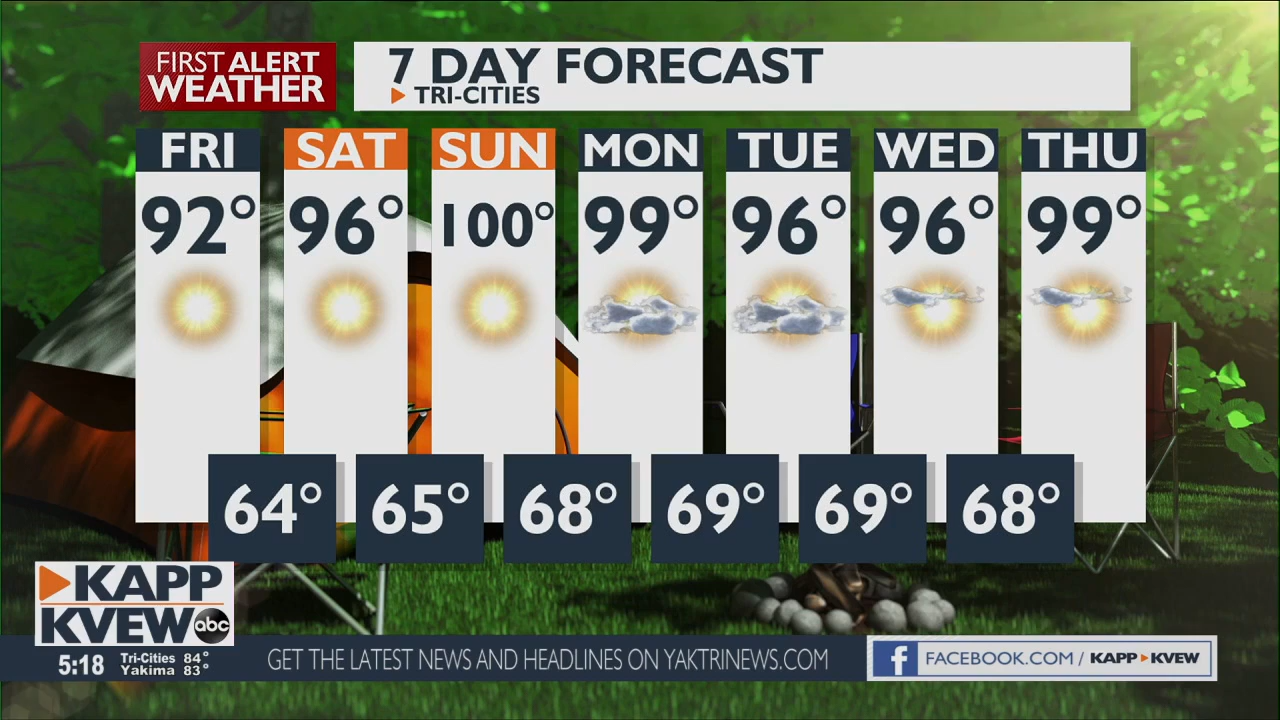 FIRST ALERT
WEATHER
7 DAY FORECAST
TRI-CITIES
FRI SAT SUN MON TUE WED THU
92° 96° 100° 99° 96° 96° 99°
64° 65° 68° 69° 69° 68°
KAPP
KVEW abc
5:18 Tri-Cities 84°
Yakima 83°
GET THE LATEST NEWS AND HEADLINES ON YAKTRINEWS.COM
f FACEBOOK.COM / KAPP KVEW